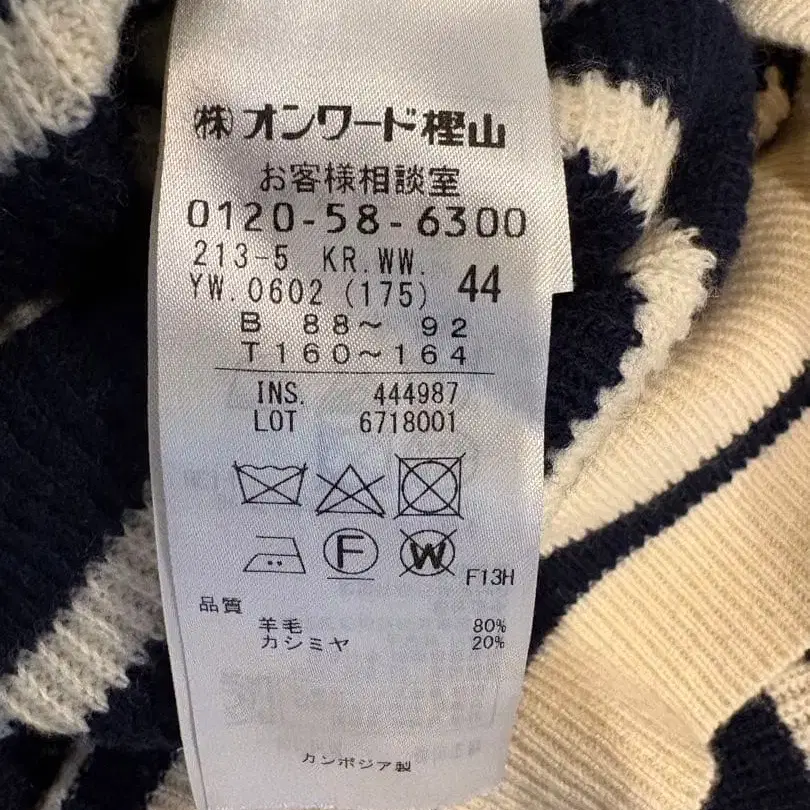 (株)オンワード樫山
お客様相談室
0120-58-6300
213-5 KR.WW.
YW.0602 (175) 44
B 88～ 92
T160～164
INS. 444987
LOT 6718001
F W
F13H
品質
羊毛 80%
カシミヤ 20%
カンボジア製